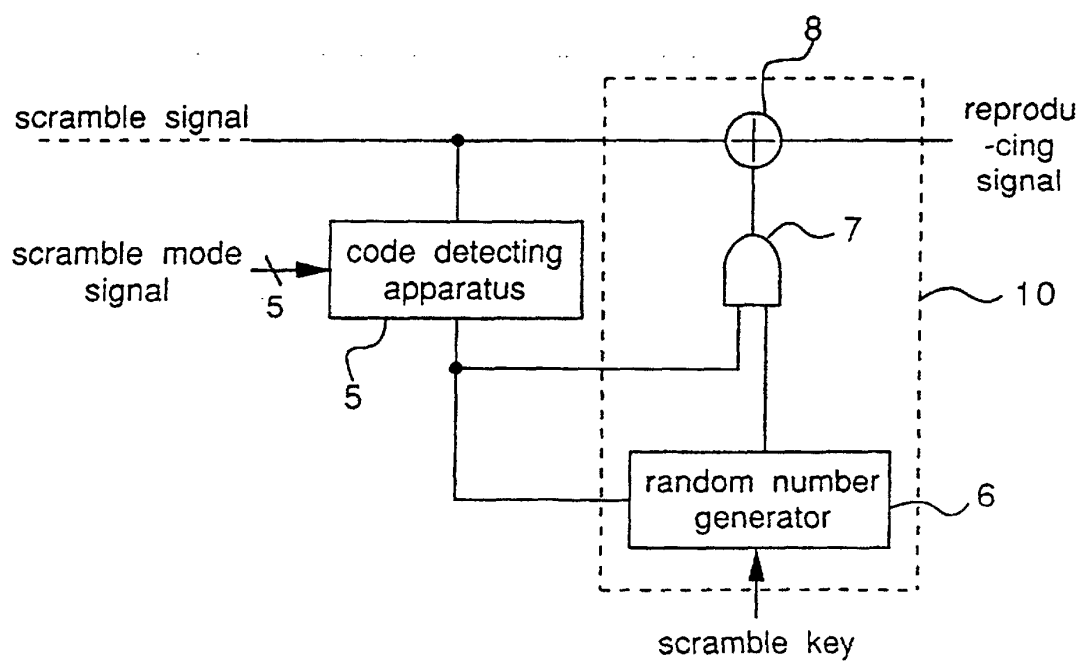 8
scramble signal
reprodu
-cing
signal
scramble mode
signal
5
code detecting
apparatus
7
10
5
random number
generator
6
scramble key